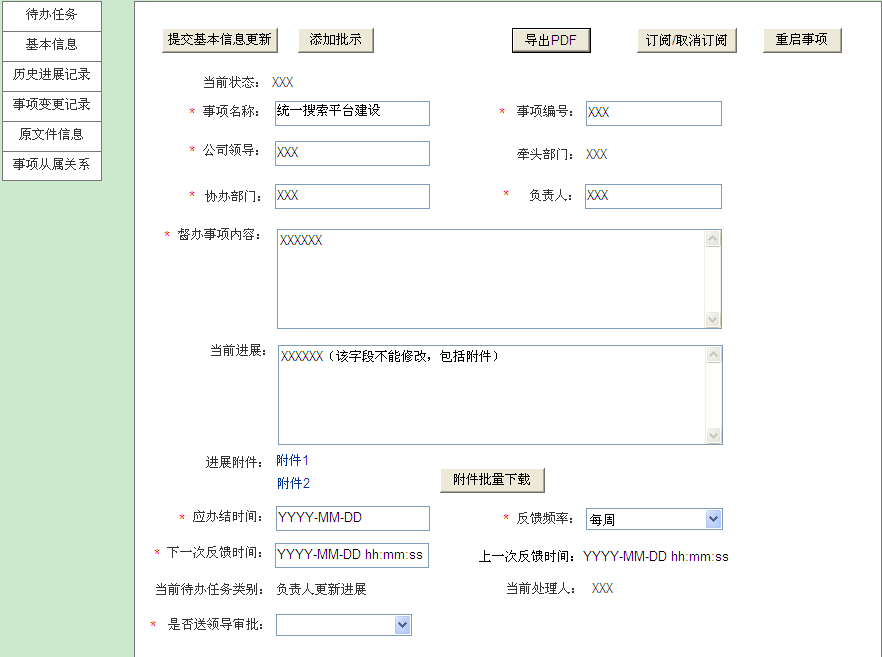 待办任务
基本信息
历史进展记录
事项变更记录
原文件信息
事项从属关系
提交基本信息更新 添加批示 导出PDF 订阅/取消订阅 重启事项
当前状态： XXX
* 事项名称： 统一搜索平台建设 * 事项编号： XXX
* 公司领导： XXX 牵头部门： XXX
* 协办部门： XXX * 负责人： XXX
* 督办事项内容： XXXXXX
当前进展： XXXXXX（该字段不能修改，包括附件）
进展附件： 附件1
附件2 附件批量下载
* 应办结时间： YYYY-MM-DD * 反馈频率： 每周
* 下一次反馈时间： YYYY-MM-DD hh:mm:ss 上一次反馈时间： YYYY-MM-DD hh:mm:ss
当前待办任务类别： 负责人更新进展 当前处理人： XXX
* 是否送领导审批：